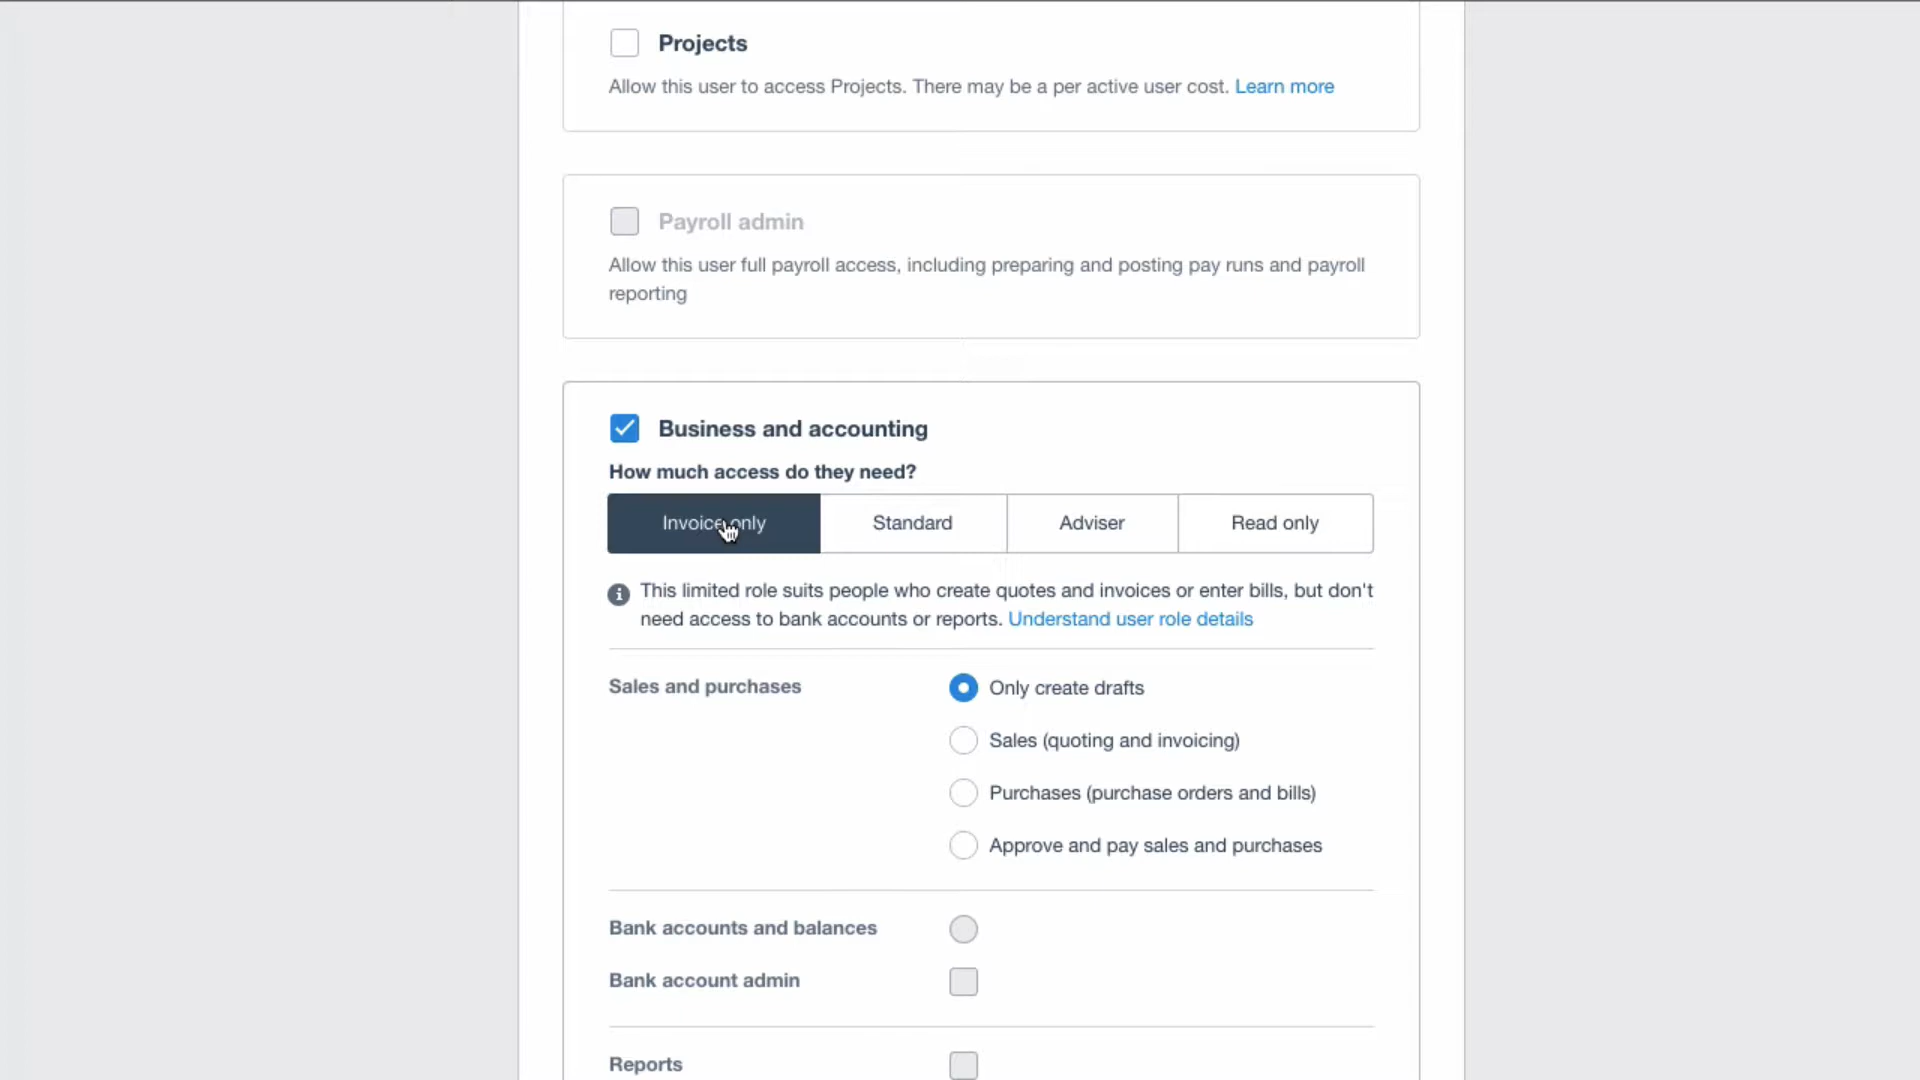 Projects
Allow this user to access Projects. There may be a per active user cost. Learn more
Payroll admin
Allow this user full payroll access, including preparing and posting pay runs and payroll
reporting
Business and accounting
How much access do they need?
Invoice only
Standard
Adviser
Read only
This limited role suits people who create quotes and invoices or enter bills, but don't
need access to bank accounts or reports. Understand user role details
Sales and purchases
Only create drafts
Sales (quoting and invoicing)
Purchases (purchase orders and bills)
Approve and pay sales and purchases
Bank accounts and balances
Bank account admin
Reports